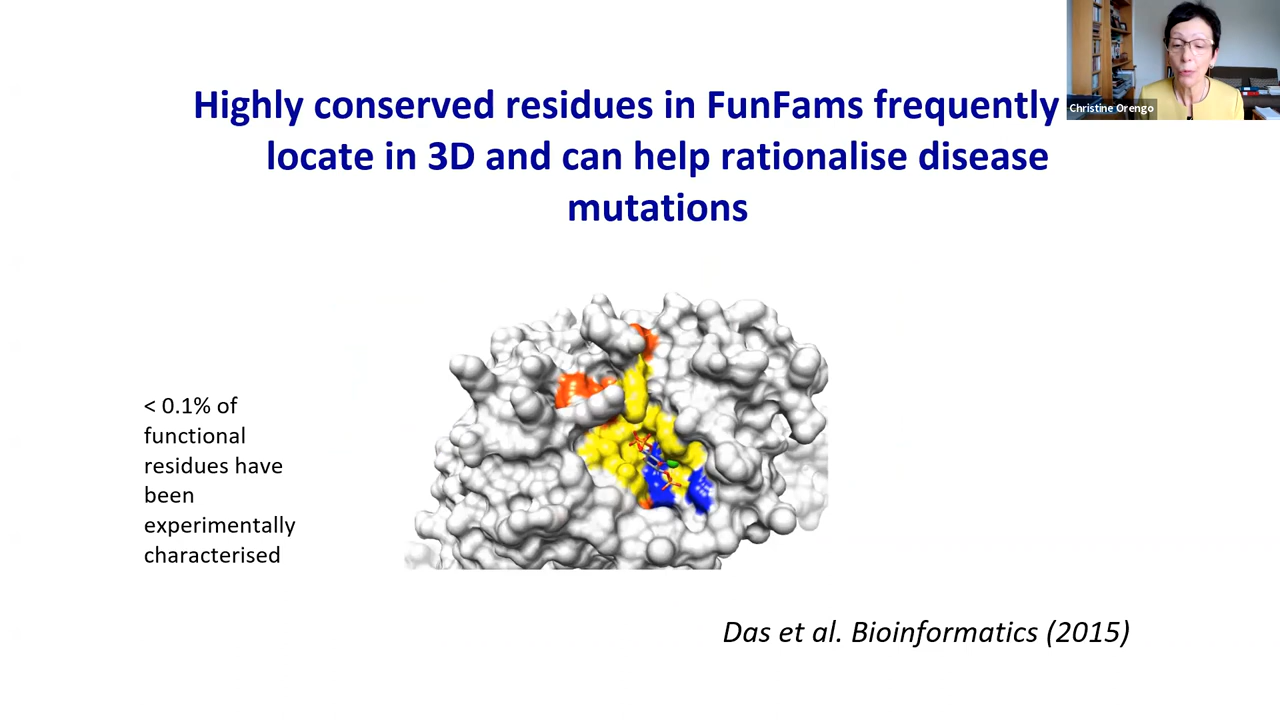 Highly conserved residues in FunFams frequently
locate in 3D and can help rationalise disease
mutations
Christine Orengo
< 0.1% of
functional
residues have
been
experimentally
characterised
Das et al. Bioinformatics (2015)